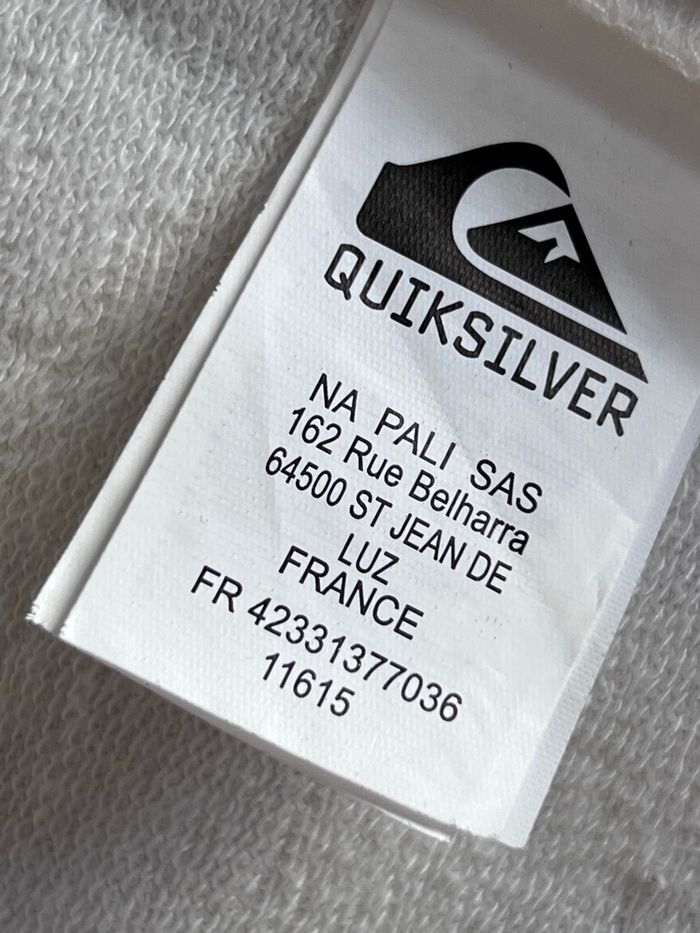 QUIKSILVER
NA PALI SAS
162 Rue Belharra
64500 ST JEAN DE
LUZ
FRANCE
FR 42331377036
11615